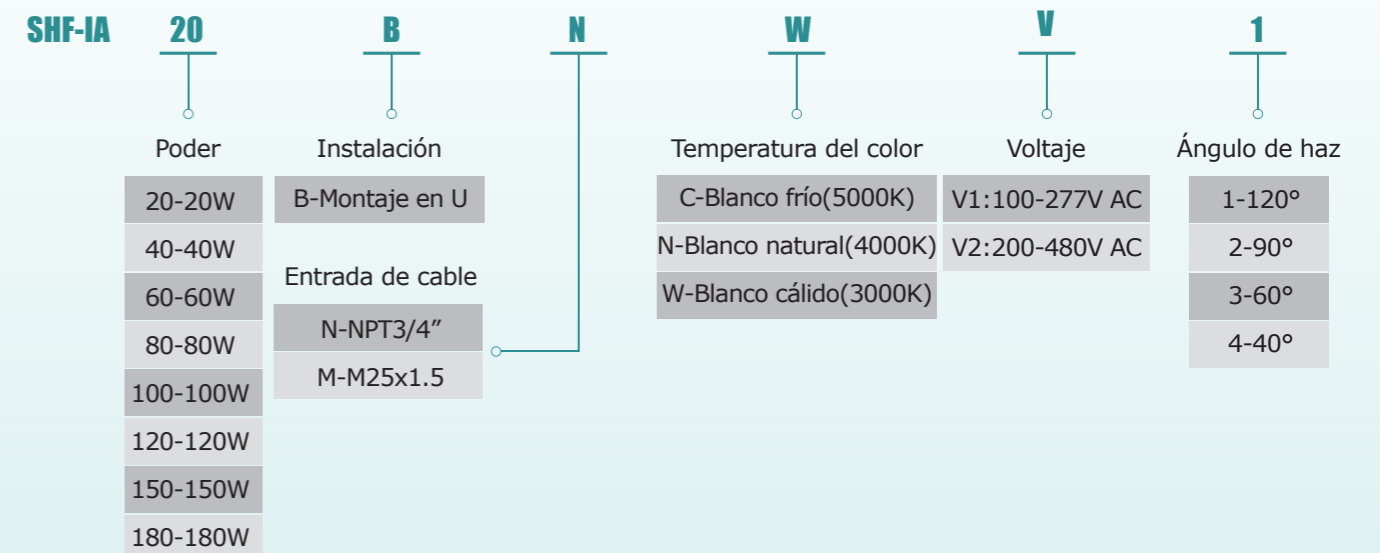 SHF-IA 20 B N W V 1
Poder
20-20W
40-40W
60-60W
80-80W
100-100W
120-120W
150-150W
180-180W
Instalación
B-Montaje en U
Entrada de cable
N-NPT3/4″
M-M25x1.5
Temperatura del color
C-Blanco frío(5000K)
N-Blanco natural(4000K)
W-Blanco cálido(3000K)
Voltaje
V1:100-277V AC
V2:200-480V AC
Ángulo de haz
1-120°
2-90°
3-60°
4-40°